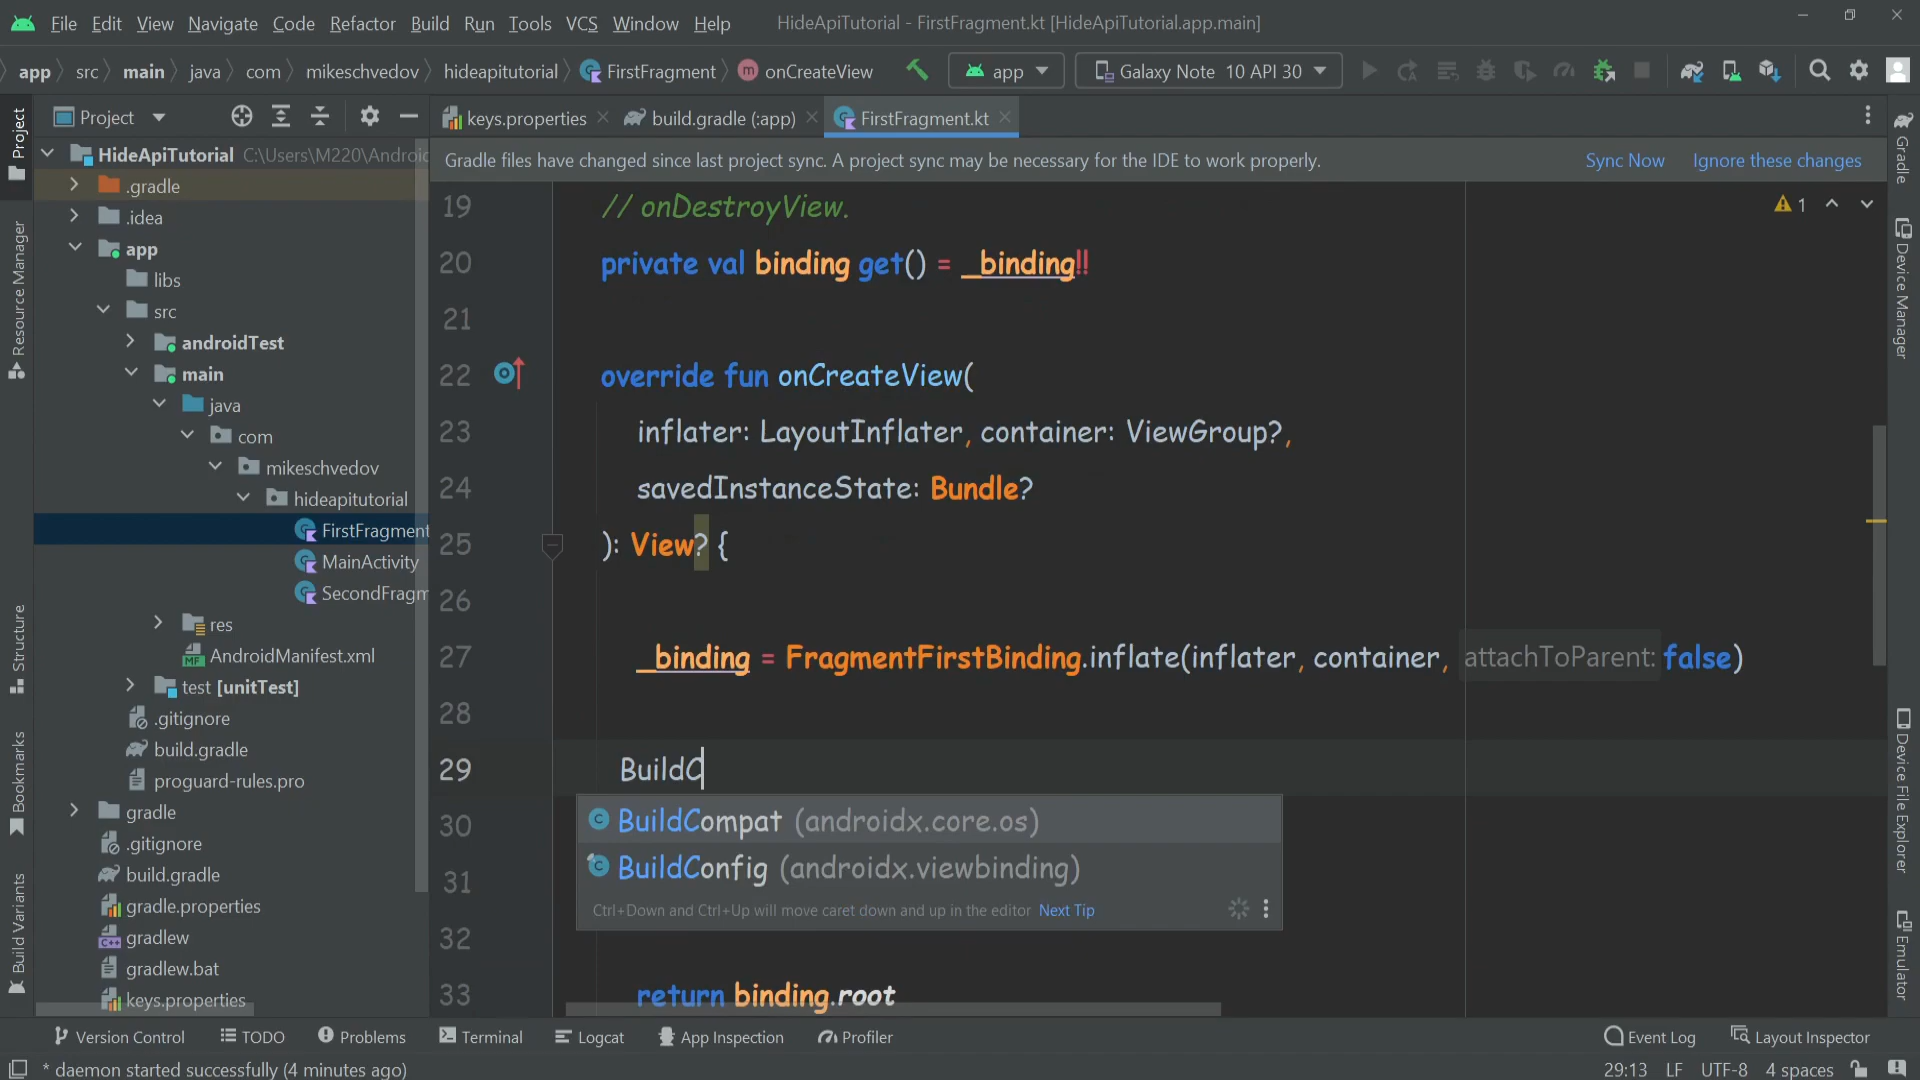 File Edit View Navigate Code Refactor Build Run Tools VCS Window Help HideApiTutorial - FirstFragment.kt [HideApiTutorial.app.main]
app src main java com mikeschvedov hideapitutorial FirstFragment onCreateView app Galaxy Note 10 API 30
Project keys.properties build.gradle (:app) FirstFragment.kt
HideApiTutorial C:\Users\M220\Android
Gradle files have changed since last project sync. A project sync may be necessary for the IDE to work properly. Sync Now Ignore these changes
.gradle
.idea
app
libs
src
androidTest
main
java
com
mikeschvedov
hideapitutorial
FirstFragment
MainActivity
SecondFragm
res
AndroidManifest.xml
test [unitTest]
.gitignore
build.gradle
proguard-rules.pro
gradle
.gitignore
build.gradle
gradle.properties
gradlew
gradlew.bat
keys.properties
19 // onDestroyView.
20 private val binding get() = _binding!!
21
22 override fun onCreateView(
23 inflater: LayoutInflater, container: ViewGroup?,
24 savedInstanceState: Bundle?
25 ): View? {
26
27 _binding = FragmentFirstBinding.inflate(inflater, container, attachToParent: false)
28
29 BuildC
30
31
32
33 return binding.root
BuildCompat (androidx.core.os)
BuildConfig (androidx.viewbinding)
Ctrl+Down and Ctrl+Up will move caret down and up in the editor Next Tip
1
Project
Resource Manager
Structure
Bookmarks
Build Variants
Gradle
Device Manager
Device File Explorer
Emulator
Version Control TODO Problems Terminal Logcat App Inspection Profiler Event Log Layout Inspector
* daemon started successfully (4 minutes ago) 29:13 LF UTF-8 4 spaces